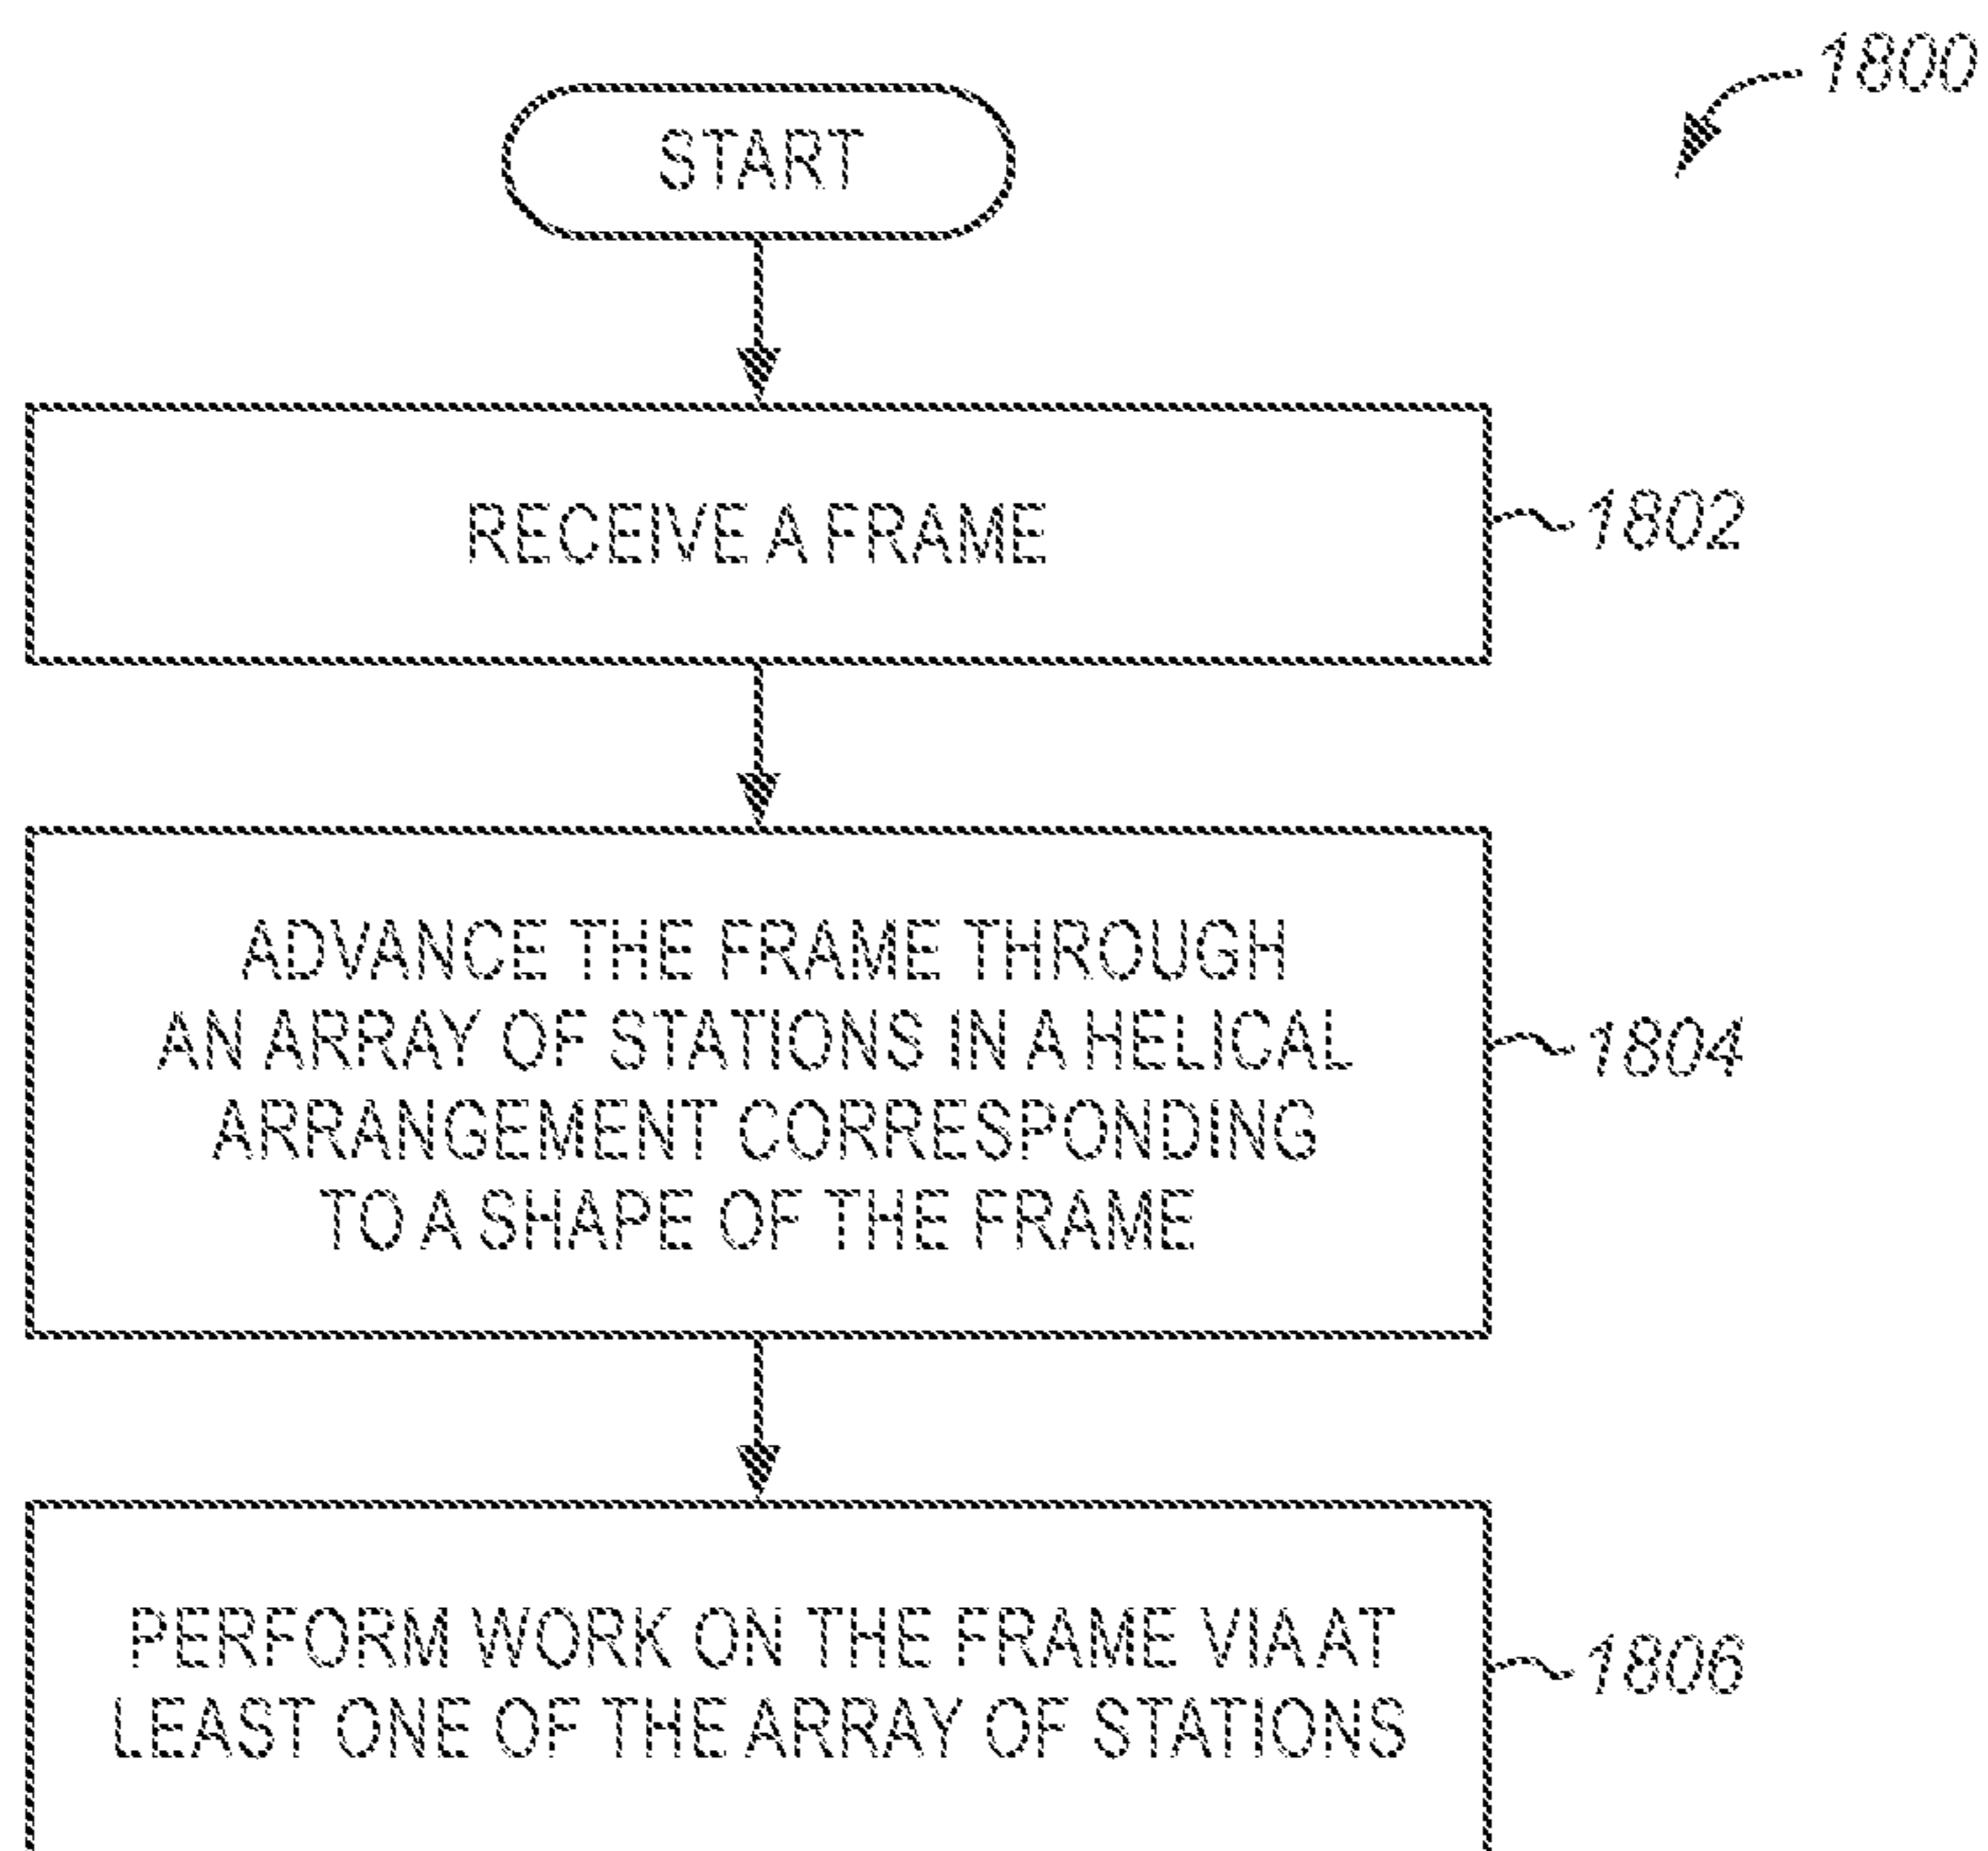 1800
START
RECEIVE A FRAME
1802
ADVANCE THE FRAME THROUGH
AN ARRAY OF STATIONS IN A HELICAL
ARRANGEMENT CORRESPONDING
TO A SHAPE OF THE FRAME
1804
PERFORM WORK ON THE FRAME VIA AT
LEAST ONE OF THE ARRAY OF STATIONS
1806